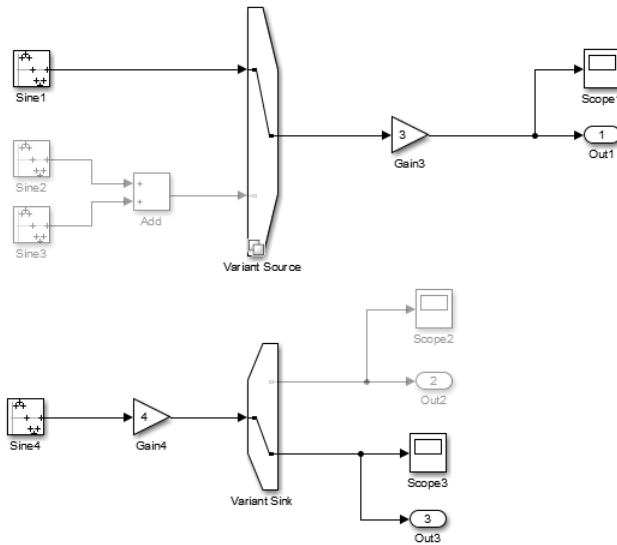 Sine1
Scope1
3
1
Gain3
Out1
Sine2
+
+
Add
Sine3
Variant Source
Scope2
2
Out2
4
Sine4
Gain4
Scope3
Variant Sink
3
Out3